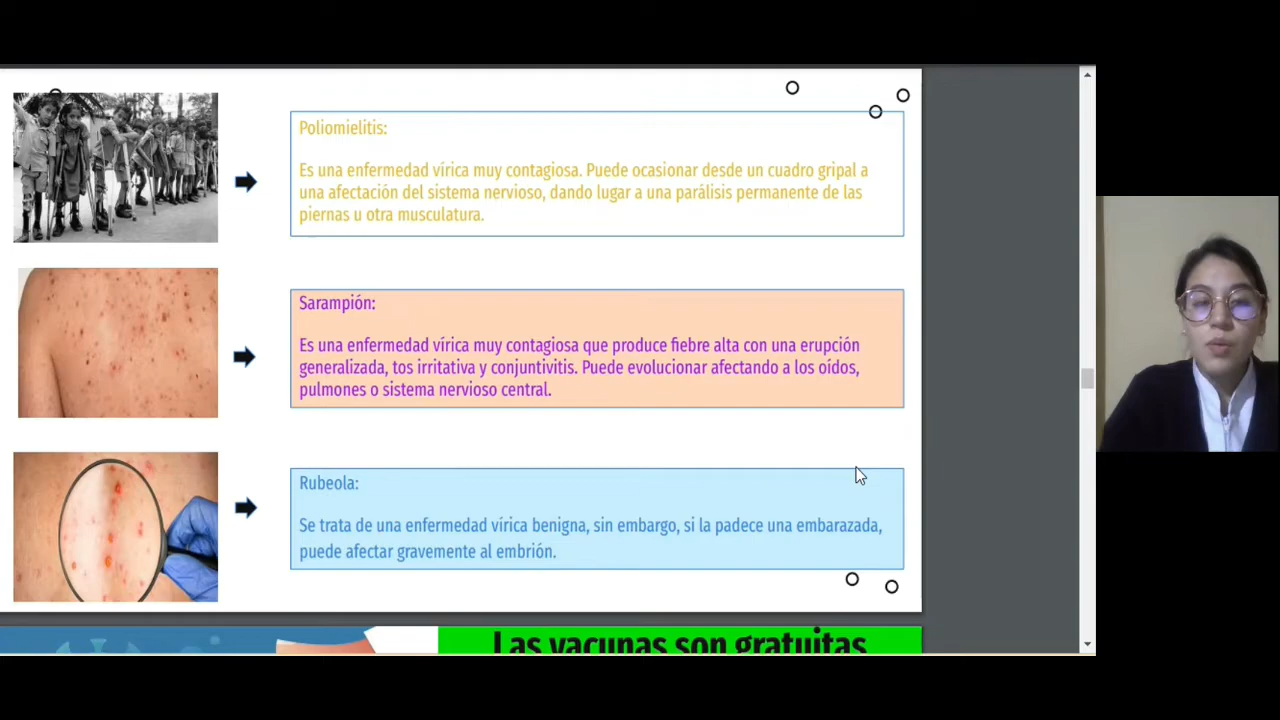 Poliomielitis:
Es una enfermedad vírica muy contagiosa. Puede ocasionar desde un cuadro gripal a
una afectación del sistema nervioso, dando lugar a una parálisis permanente de las
piernas u otra musculatura.
Sarampión:
Es una enfermedad vírica muy contagiosa que produce fiebre alta con una erupción
generalizada, tos irritativa y conjuntivitis. Puede evolucionar afectando a los oídos,
pulmones o sistema nervioso central.
Rubeola:
Se trata de una enfermedad vírica benigna, sin embargo, si la padece una embarazada,
puede afectar gravemente al embrión.
Las vacunas son gratuitas